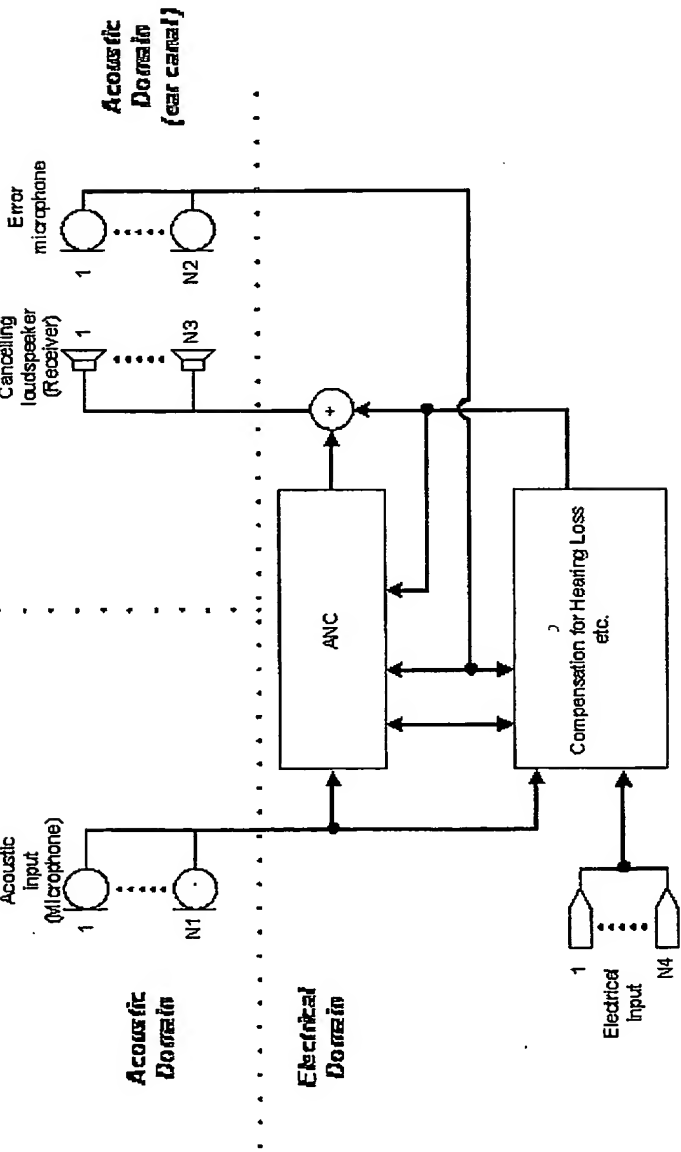 Acoustic
Domain
Acoustic
Input
(Microphone)
1
N1
Cancelling
loudspeaker
(Receiver)
1
N3
Error
microphone
1
N2
Acoustic
Domain
(ear canal)
Electrical
Domain
ANC
+
Compensation for Hearing Loss
etc.
1
Electrical
Input
N4